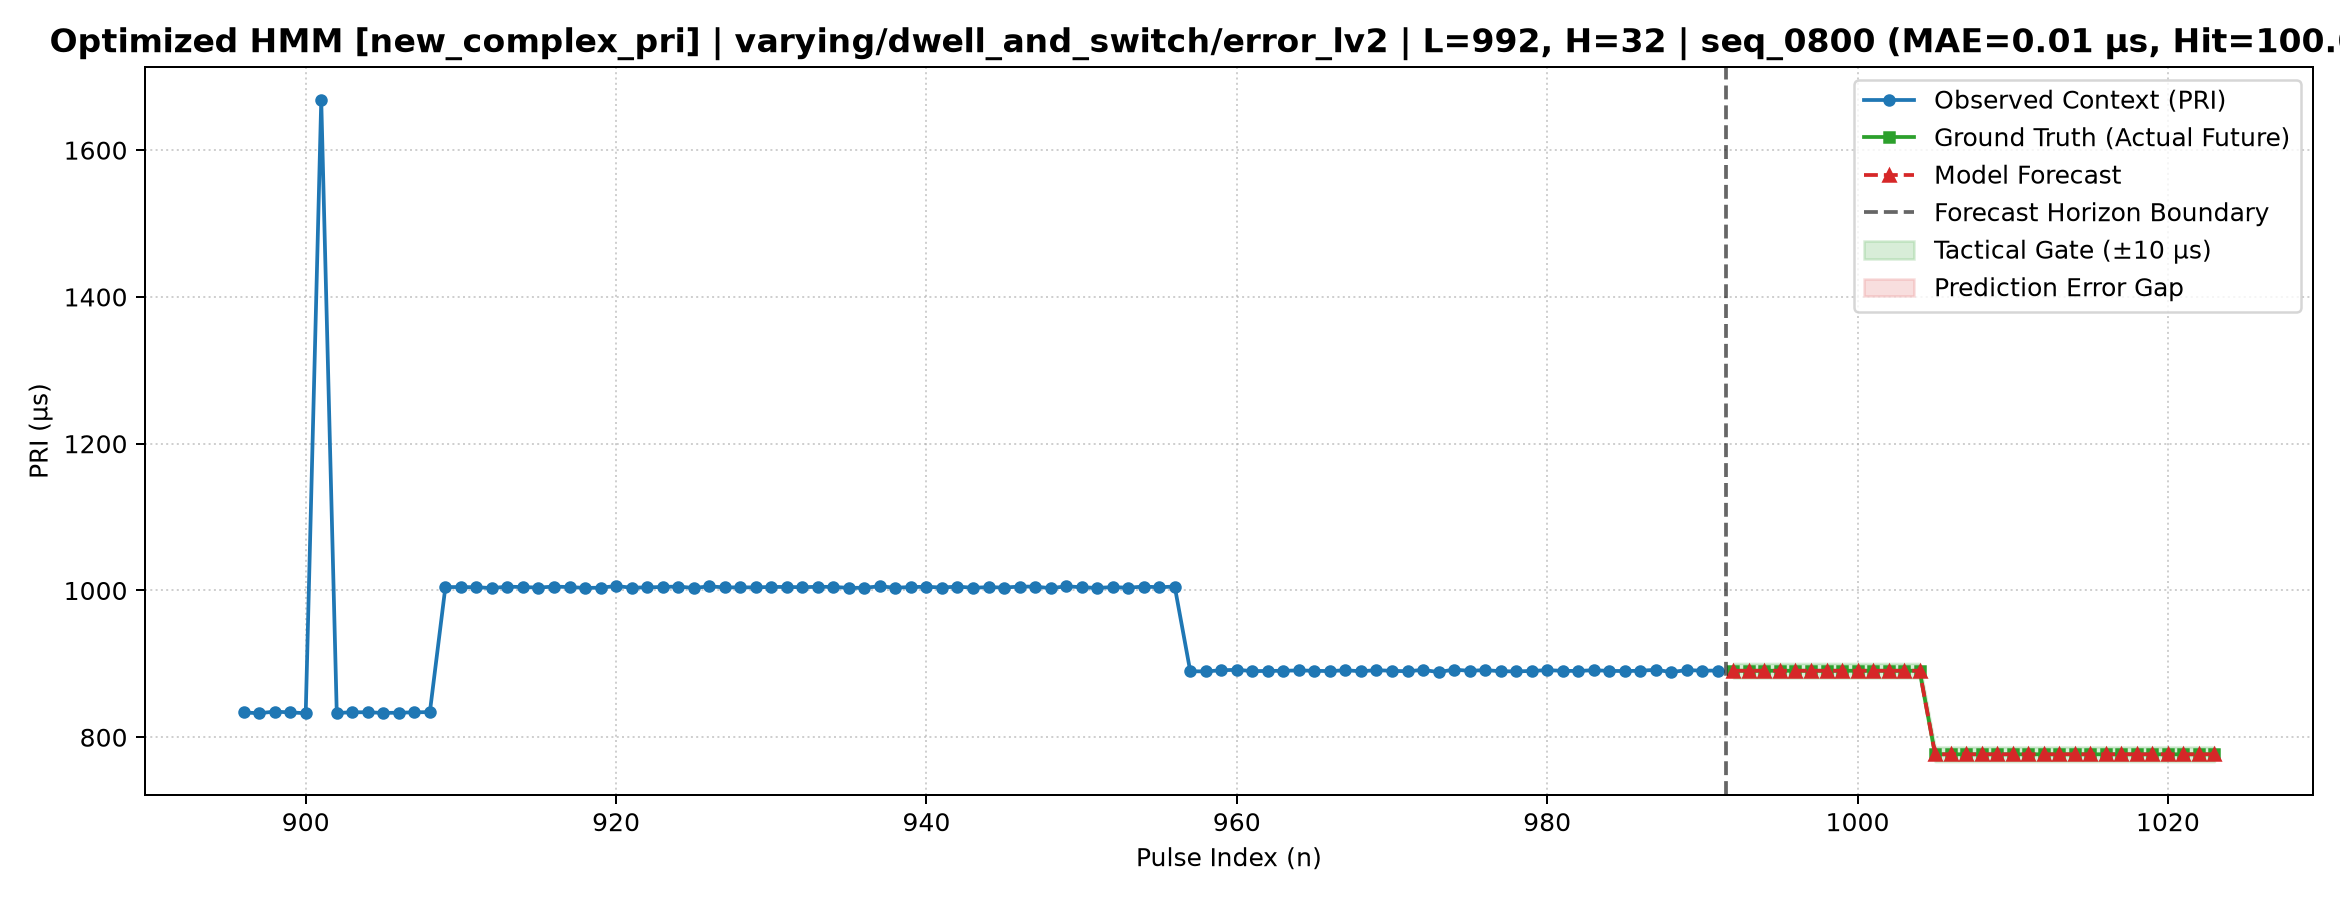 Optimized HMM [new_complex_pri] | varying/dwell_and_switch/error_lv2 | L=992, H=32 | seq_0800 (MAE=0.01 µs, Hit=100.
Observed Context (PRI)
Ground Truth (Actual Future)
Model Forecast
Forecast Horizon Boundary
Tactical Gate (±10 µs)
Prediction Error Gap
PRI (µs)
1600
1400
1200
1000
800
900
920
940
960
980
1000
1020
Pulse Index (n)